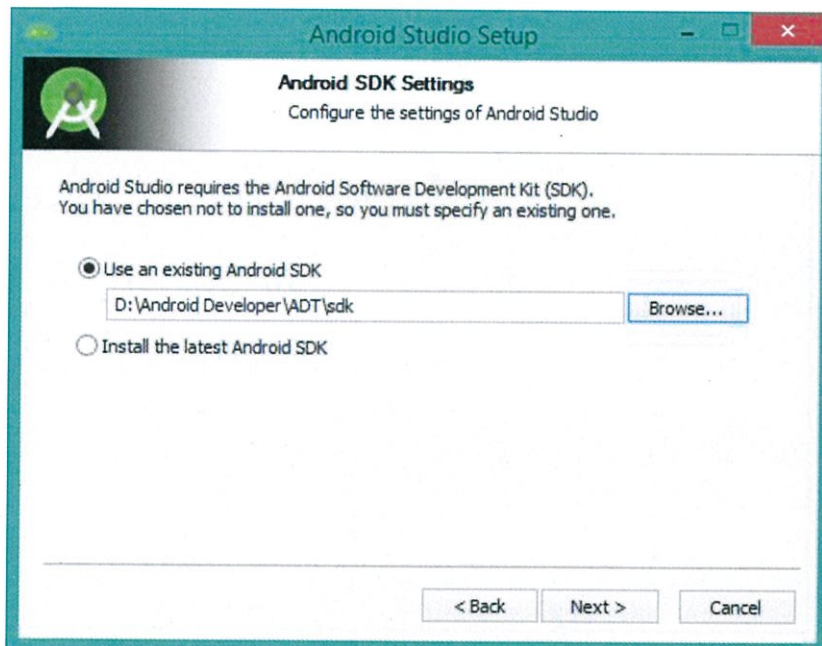 Android Studio Setup
Android SDK Settings
Configure the settings of Android Studio
Android Studio requires the Android Software Development Kit (SDK).
You have chosen not to install one, so you must specify an existing one.
Use an existing Android SDK
D:\Android Developer\ADT\sdk
Browse...
Install the latest Android SDK
< Back
Next >
Cancel